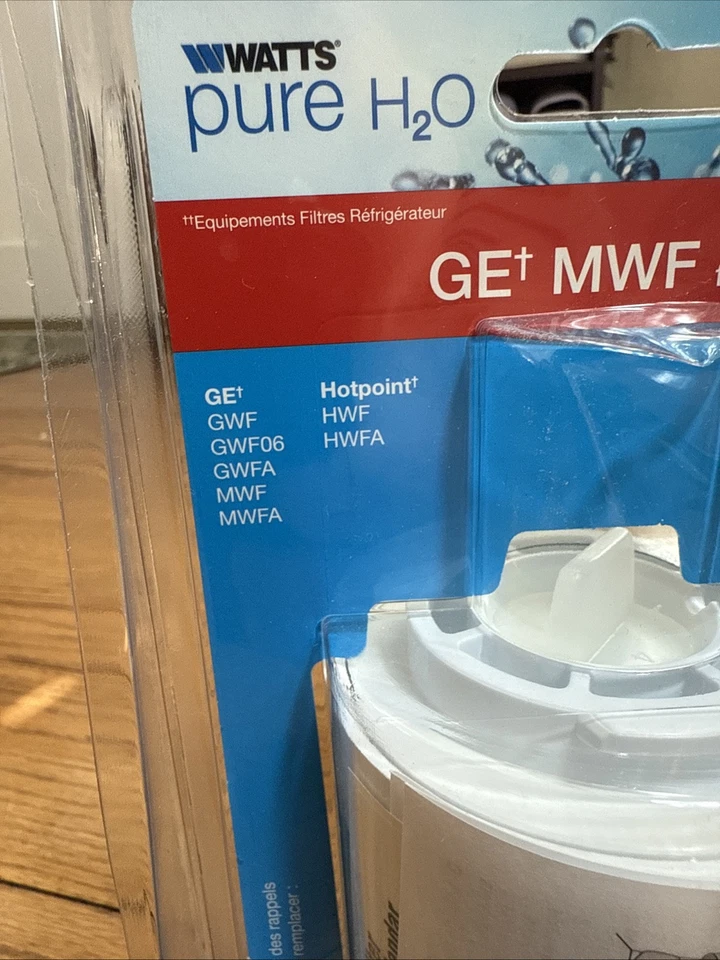 WATTS®
pure H₂O
††Equipements Filtres Réfrigérateur
GE† MWF
GE†
GWF
GWF06
GWFA
MWF
MWFA
Hotpoint†
HWF
HWFA
des rappels
remplacer :